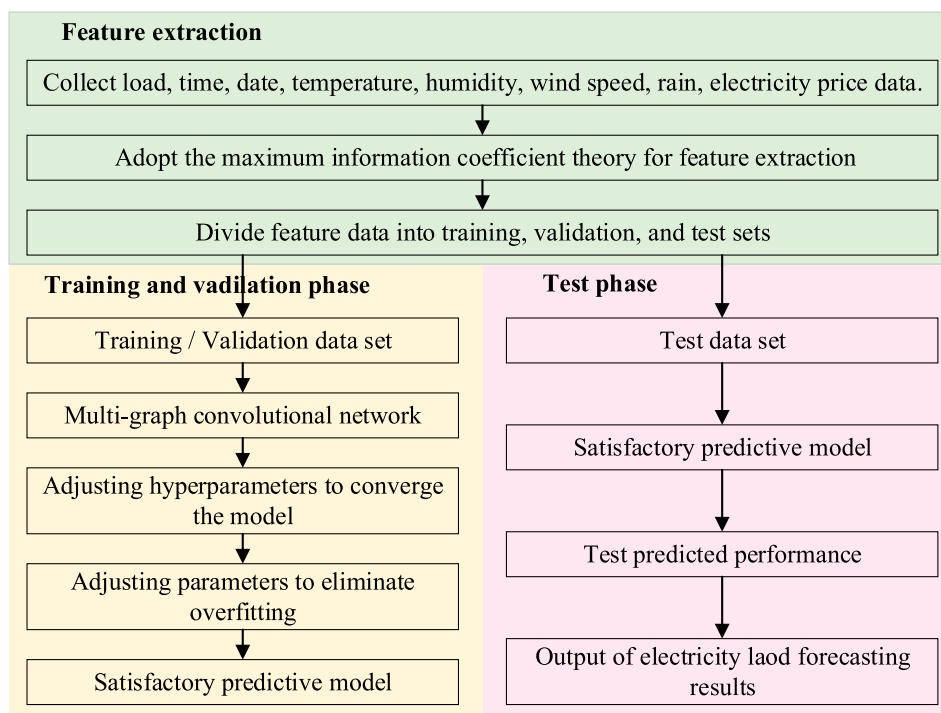 Feature extraction
Collect load, time, date, temperature, humidity, wind speed, rain, electricity price data.
Adopt the maximum information coefficient theory for feature extraction
Divide feature data into training, validation, and test sets
Training and vadilation phase
Training / Validation data set
Multi-graph convolutional network
Adjusting hyperparameters to converge
the model
Adjusting parameters to eliminate
overfitting
Satisfactory predictive model
Test phase
Test data set
Satisfactory predictive model
Test predicted performance
Output of electricity laod forecasting
results